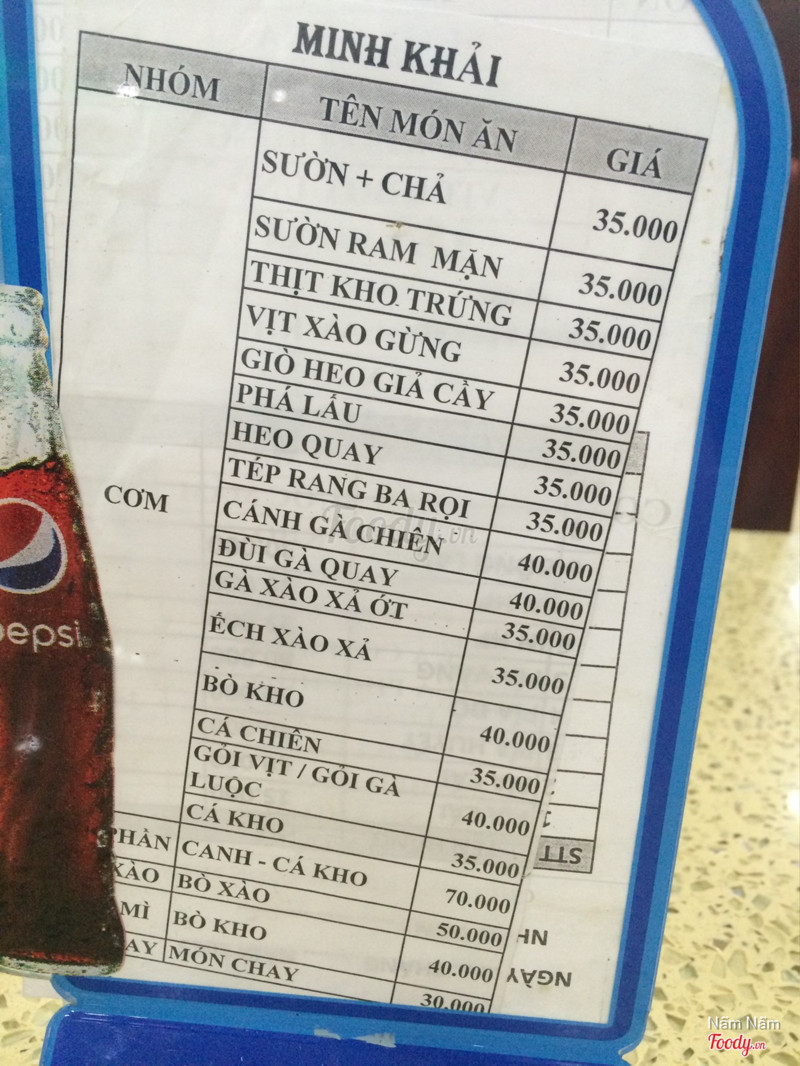 MINH KHẢI
NHÓM TÊN MÓN ĂN GIÁ
SƯỜN + CHẢ 35.000
SƯỜN RAM MẶN 35.000
THỊT KHO TRỨNG 35.000
VỊT XÀO GỪNG 35.000
GIÒ HEO GIẢ CẦY 35.000
PHÁ LẤU 35.000
HEO QUAY 35.000
TÉP RANG BA RỌI 35.000
CƠM
CÁNH GÀ CHIÊN 40.000
ĐÙI GÀ QUAY 40.000
GÀ XÀO XẢ ỚT 35.000
ẾCH XÀO XẢ 35.000
BÒ KHO 40.000
CÁ CHIÊN 35.000
GỎI VỊT / GỎI GÀ
LUỘC 40.000
CÁ KHO 35.000
PHẦN CANH - CÁ KHO 70.000
XÀO BÒ XÀO 50.000
MÌ BÒ KHO 40.000
AY MÓN CHAY 30.000
pepsi
STT
NGÀY
Foody.vn
Năm Năm
Foody.vn